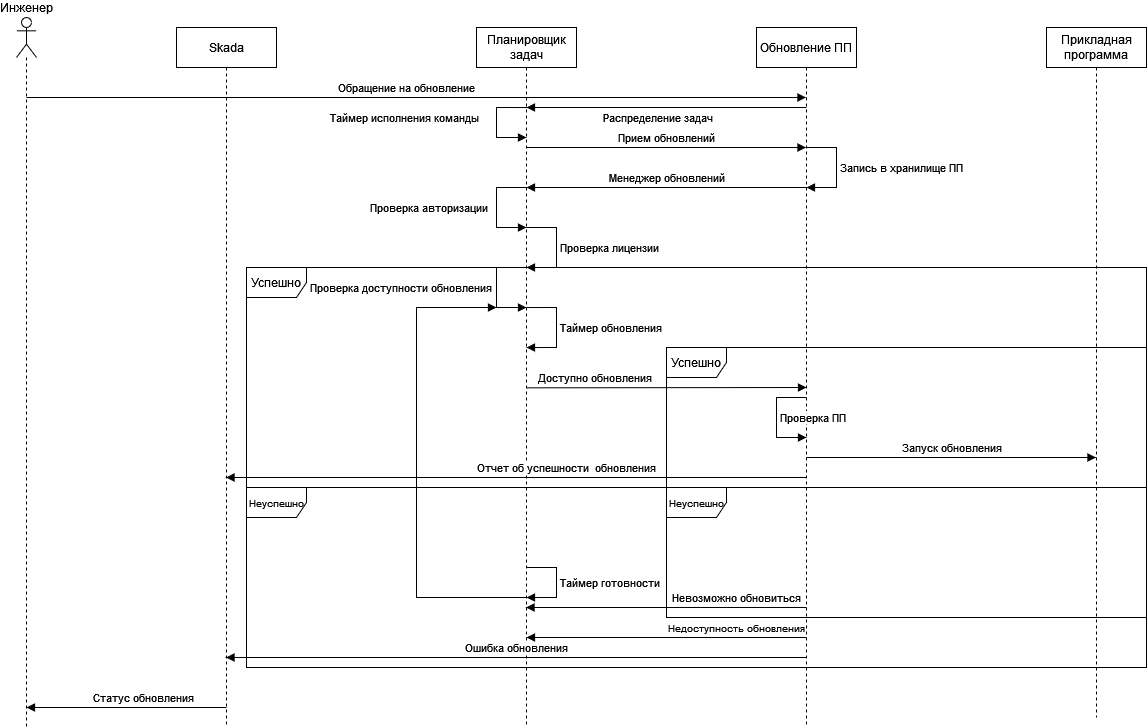 Инженер
Skada
Планировщик
задач
Обновление ПП
Прикладная
программа
Обращение на обновление
Таймер исполнения команды
Распределение задач
Прием обновлений
Запись в хранилище ПП
Менеджер обновлений
Проверка авторизации
Проверка лицензии
Успешно
Проверка доступности обновления
Таймер обновления
Успешно
Доступно обновления
Проверка ПП
Запуск обновления
Отчет об успешности обновления
Неуспешно
Неуспешно
Таймер готовности
Невозможно обновиться
Недоступность обновления
Ошибка обновления
Статус обновления